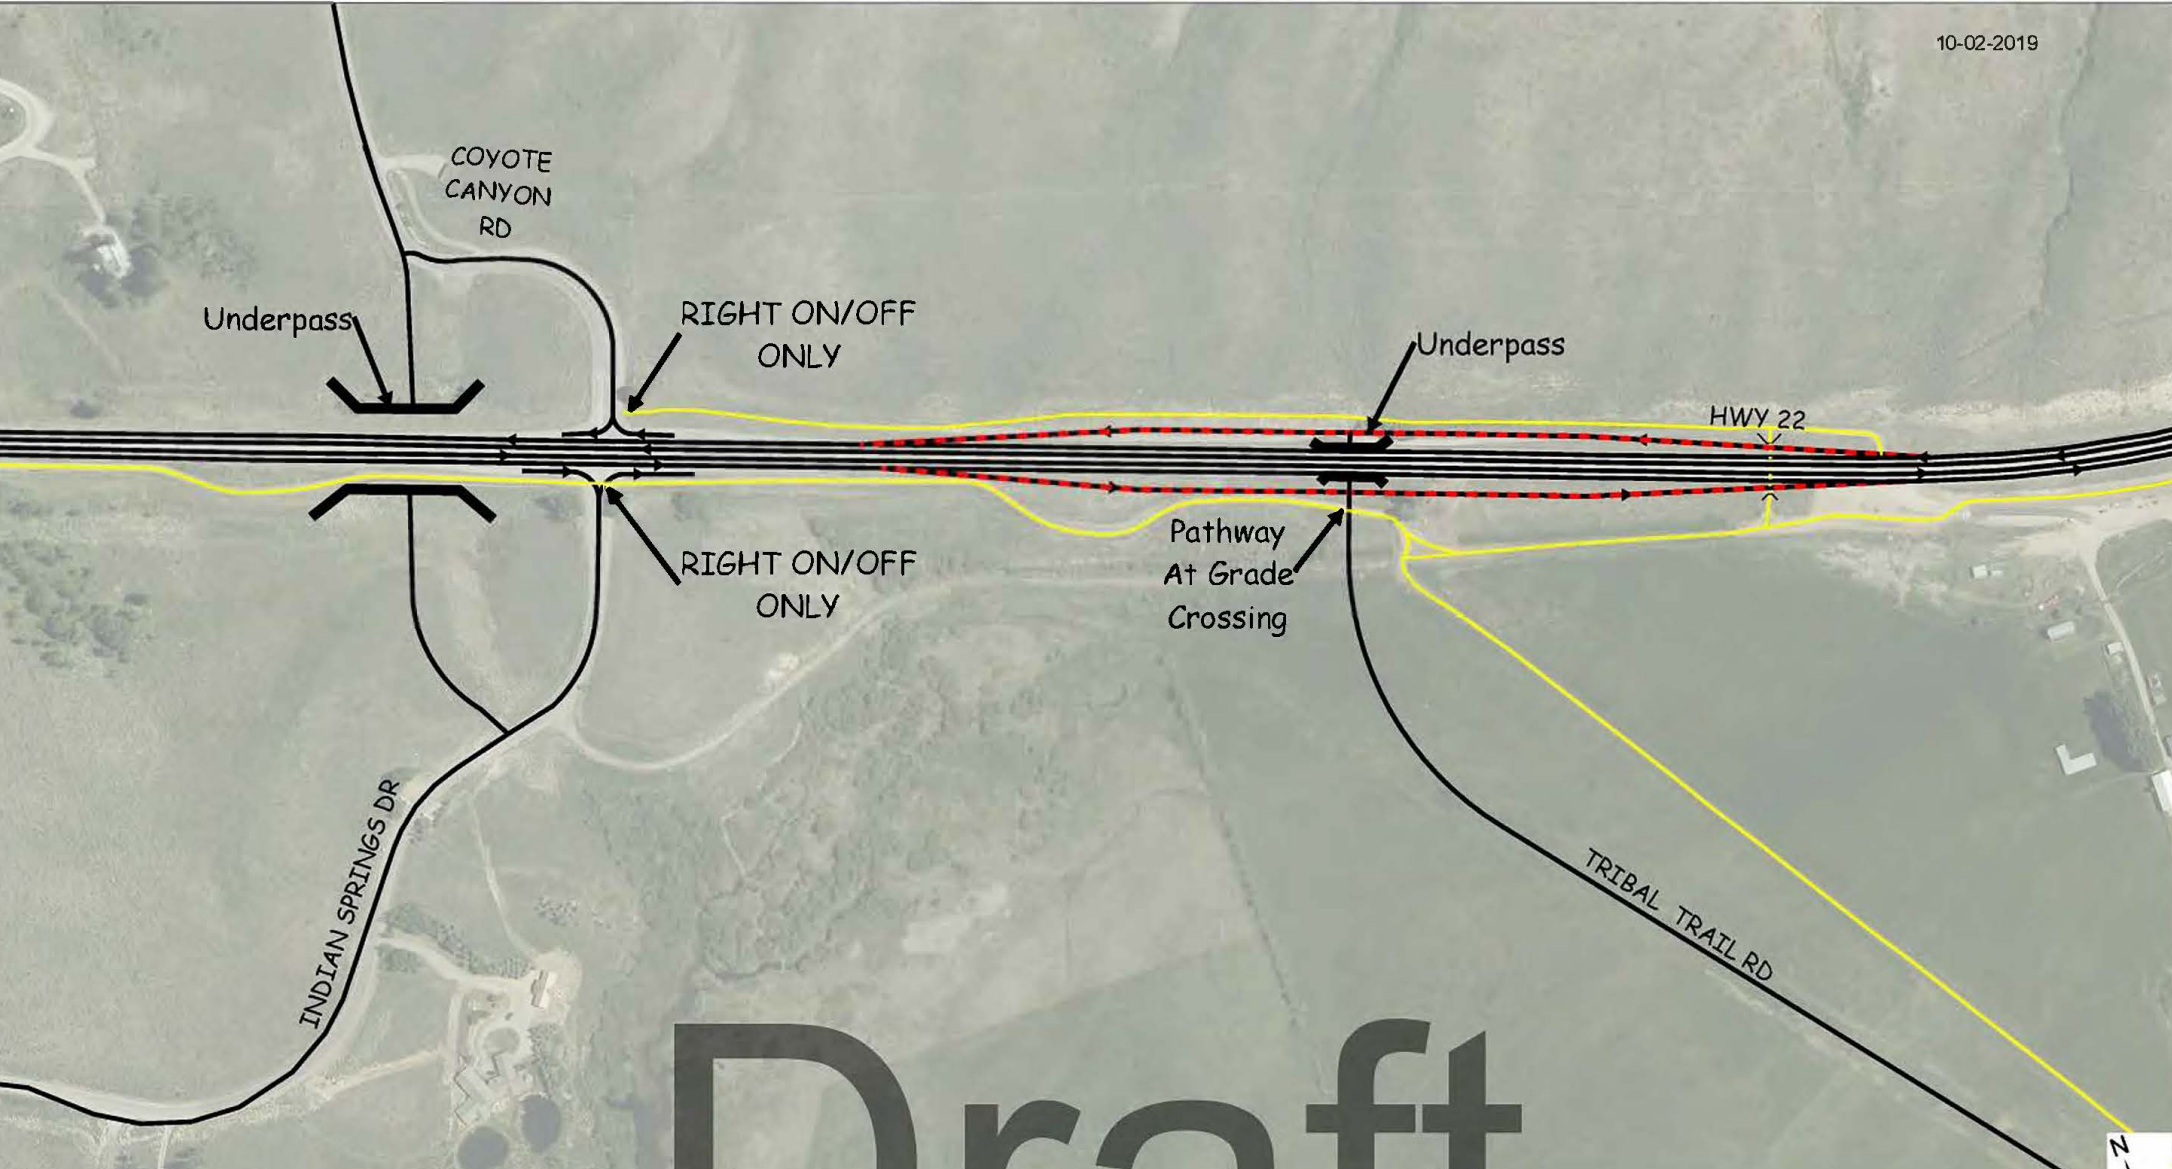 10-02-2019
COYOTE
CANYON
RD
Underpass
RIGHT ON/OFF
ONLY
Underpass
HWY 22
Pathway
At Grade
Crossing
RIGHT ON/OFF
ONLY
INDIAN SPRINGS DR
TRIBAL TRAIL RD
Draft
N